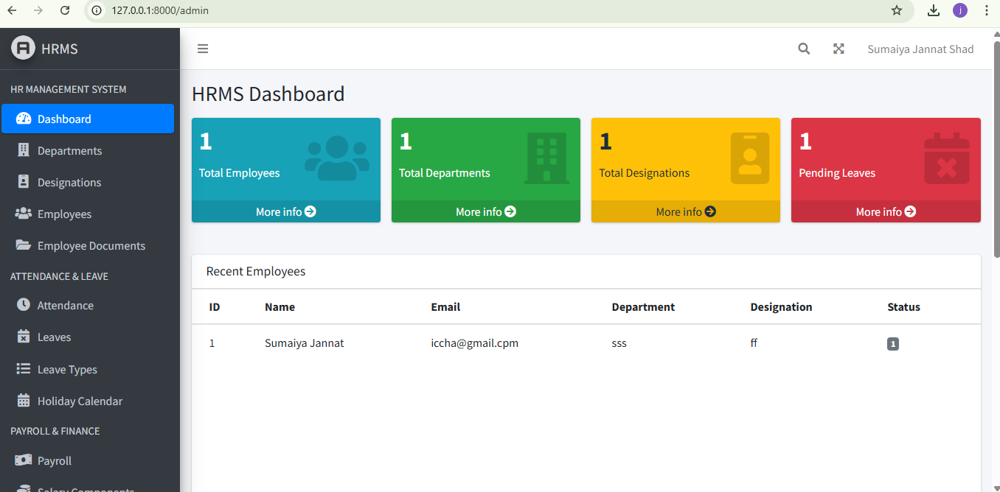 127.0.0.1:8000/admin
j
HRMS
Sumaiya Jannat Shad
HR MANAGEMENT SYSTEM
Dashboard
Departments
Designations
Employees
Employee Documents
ATTENDANCE & LEAVE
Attendance
Leaves
Leave Types
Holiday Calendar
PAYROLL & FINANCE
Payroll
Salary Components
HRMS Dashboard
1
Total Employees
More info
1
Total Departments
More info
1
Total Designations
More info
1
Pending Leaves
More info
Recent Employees
ID Name Email Department Designation Status
1 Sumaiya Jannat iccha@gmail.cpm sss ff 1